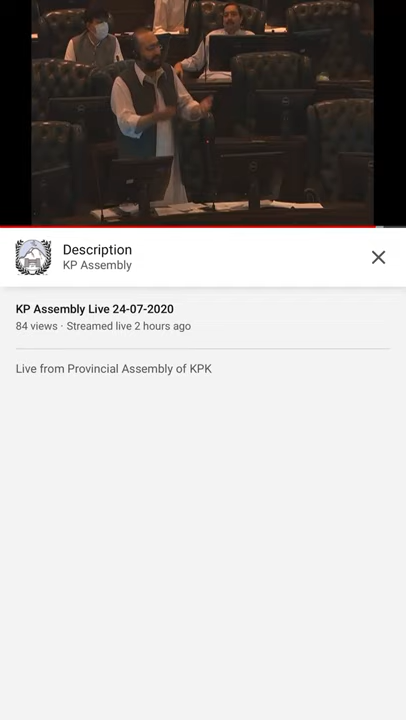 Description
KP Assembly
KP Assembly Live 24-07-2020
84 views · Streamed live 2 hours ago
Live from Provincial Assembly of KPK